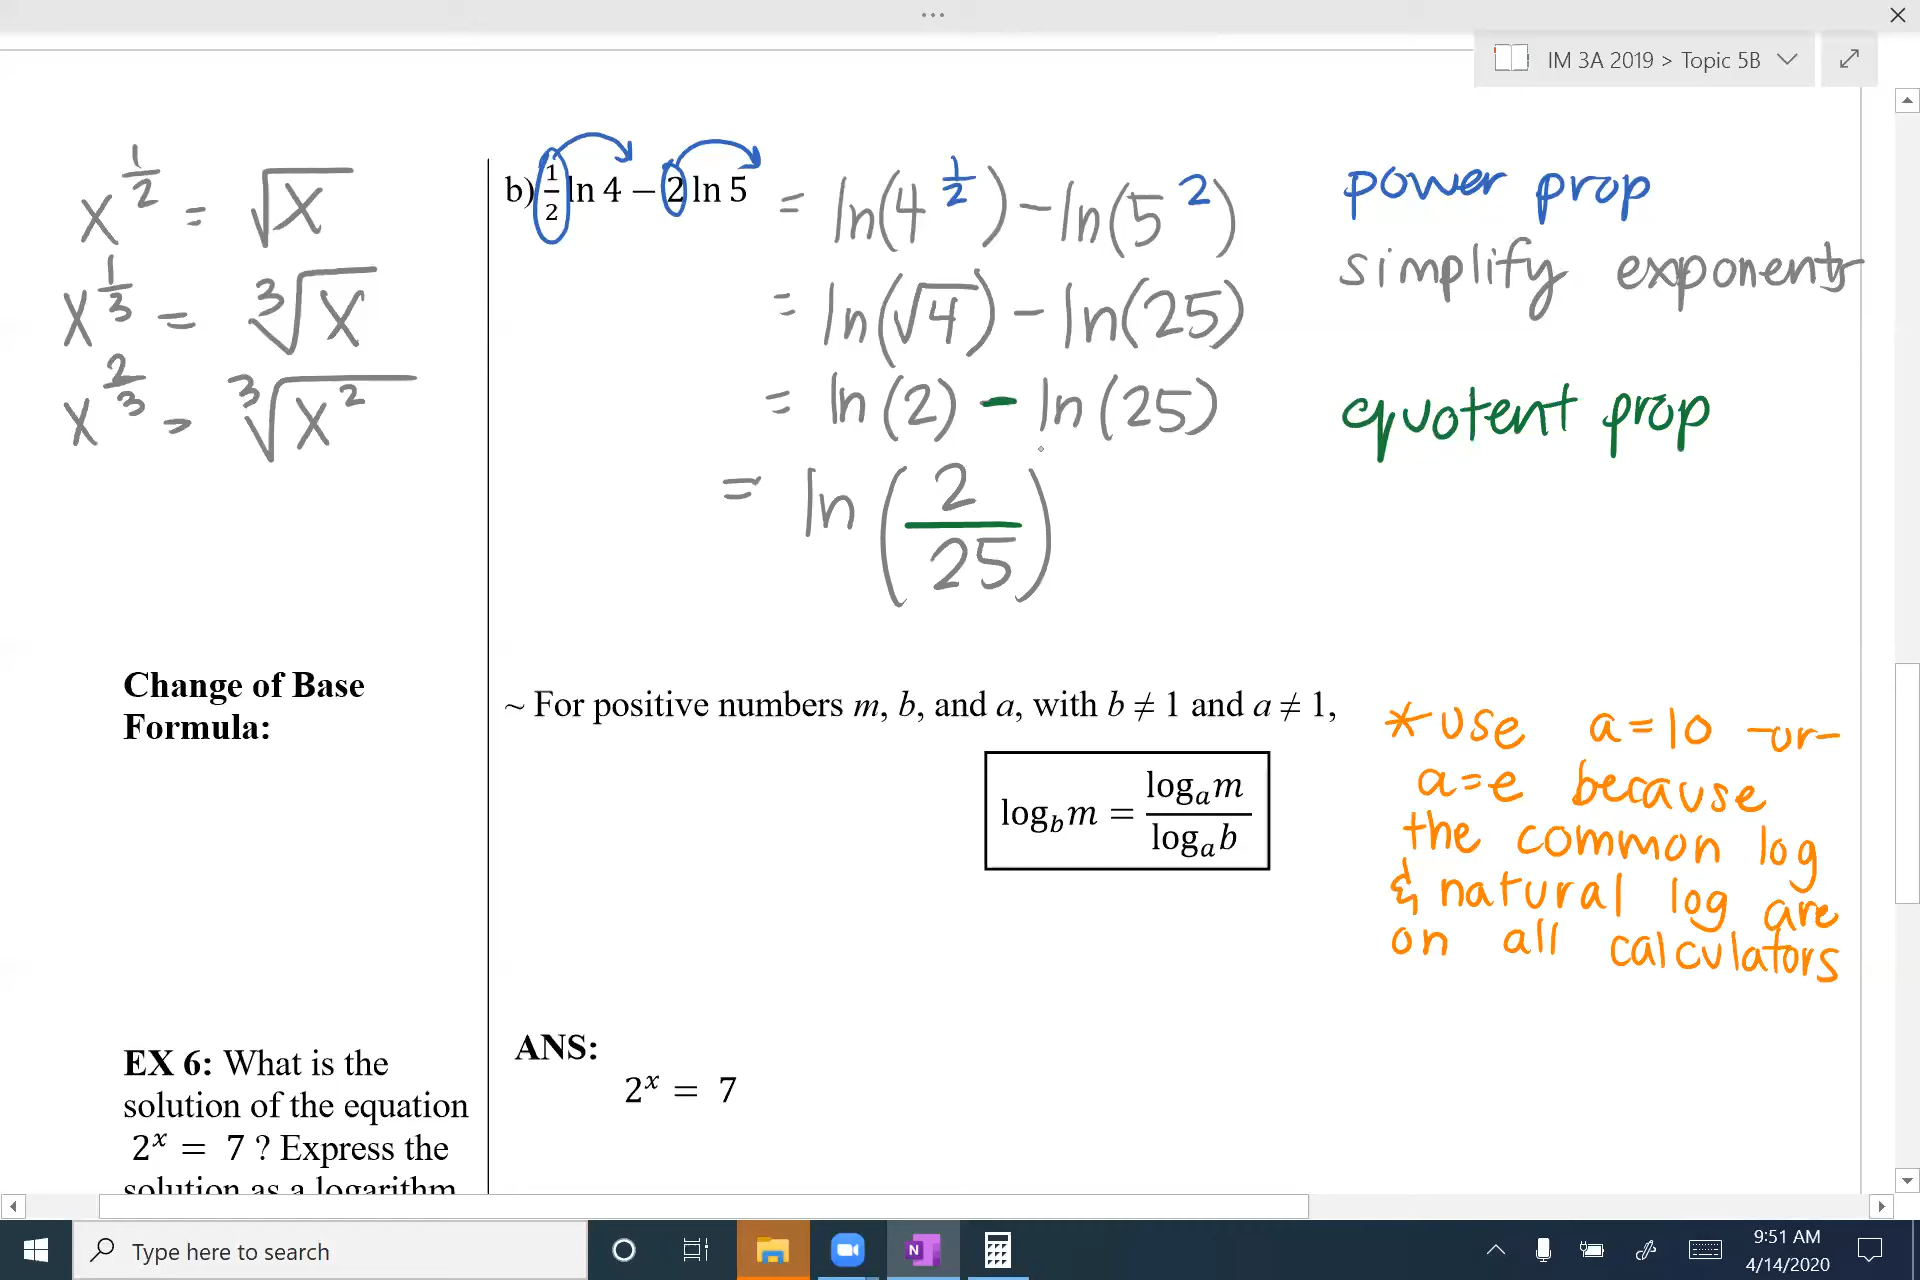 IM 3A 2019 > Topic 5B
x^(1/2) = √x
x^(1/3) = ∛x
x^(2/3) = ∛(x²)
b) 1/2 ln 4 − 2 ln 5 = ln(4^(1/2)) − ln(5²)
power prop
= ln(√4) − ln(25)
simplify exponents
= ln(2) − ln(25)
quotent prop
= ln(2/25)
Change of Base
Formula:
~ For positive numbers m, b, and a, with b ≠ 1 and a ≠ 1,
log_b m = log_a m / log_a b
*use a=10 -or-
a=e because
the common log
& natural log are
on all calculators
EX 6: What is the
solution of the equation
2^x = 7 ? Express the
solution as a logarithm
ANS:
2^x = 7
Type here to search
9:51 AM
4/14/2020